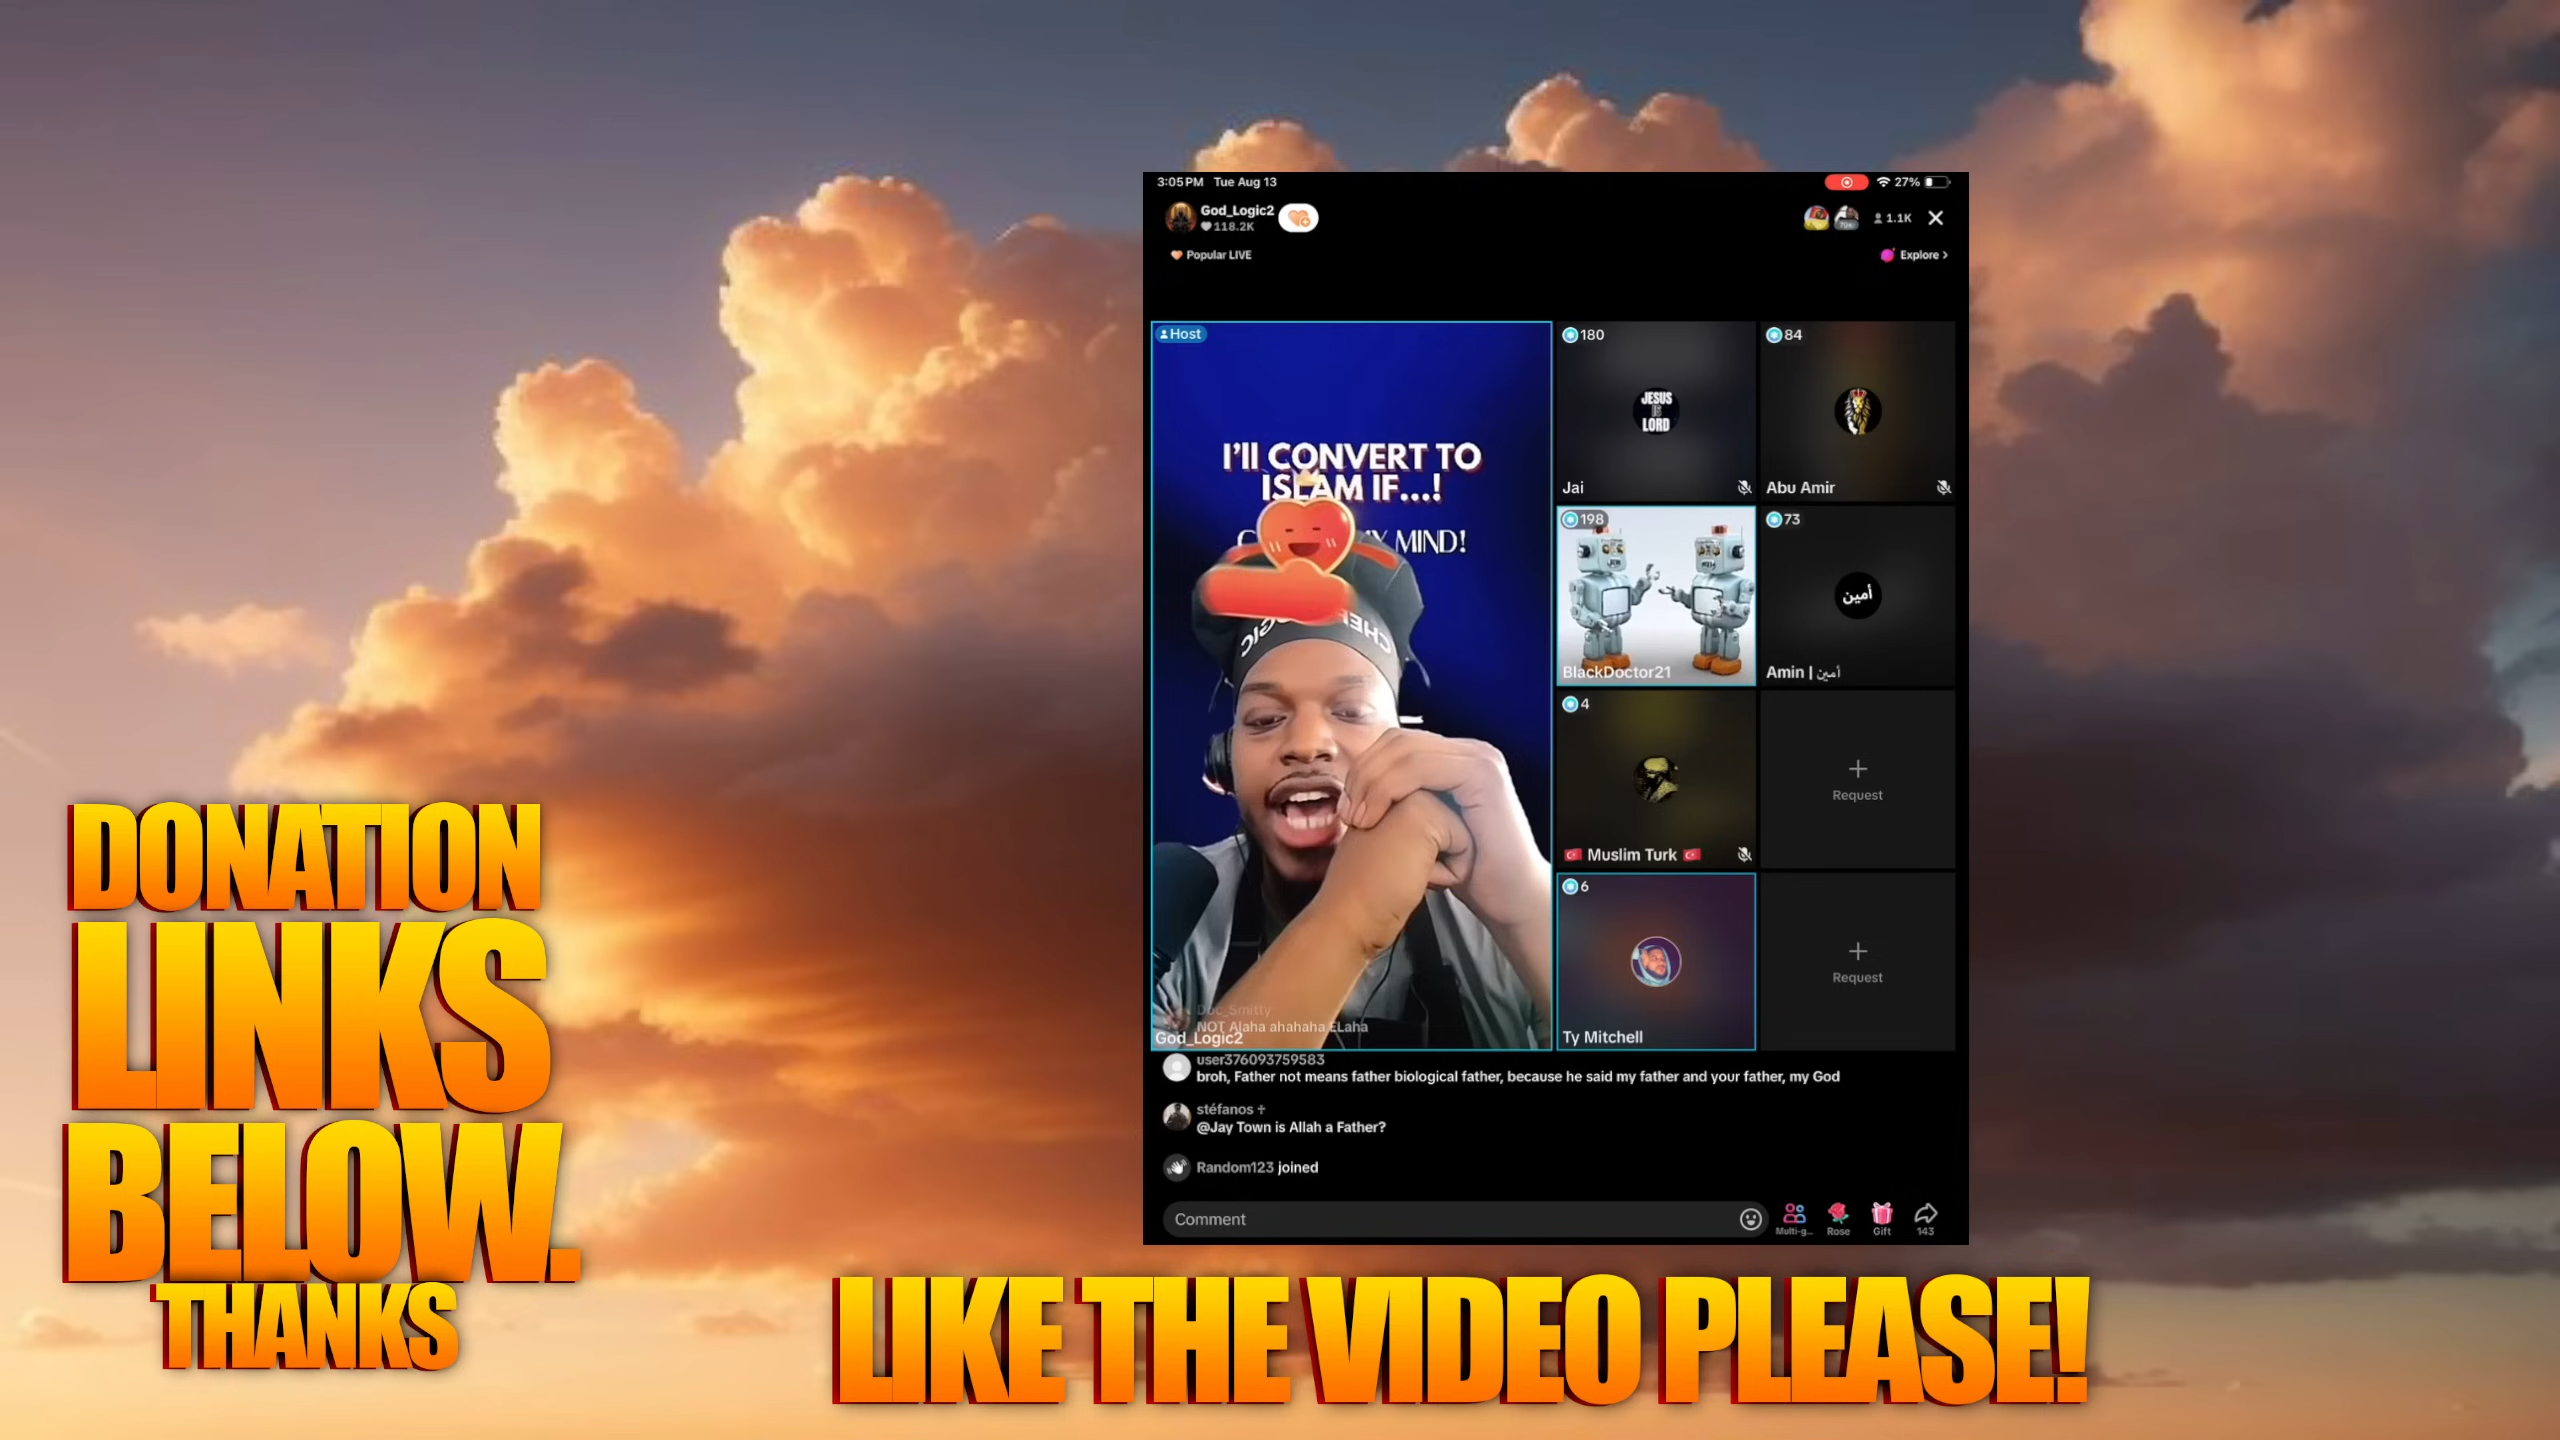 3:05 PM Tue Aug 13
27%
God_Logic2
118.2K
1.1K
Popular LIVE
Explore >
Host
I'll CONVERT TO
ISLAM IF...!
MIND!
CHEF
180
JESUS
IS
LORD
Jai
84
Abu Amir
198
BlackDoctor21
73
أمين
Amin | أمين
4
Muslim Turk
+
Request
6
Ty Mitchell
+
Request
Doc_Smitty
NOT Alaha ahahaha ELaha
God_Logic2
user376093759583
broh, Father not means father biological father, because he said my father and your father, my God
stéfanos
@Jay Town is Allah a Father?
Random123 joined
Comment
Multi-g...
Rose
Gift
143
DONATION
LINKS
BELOW.
THANKS
LIKE THE VIDEO PLEASE!